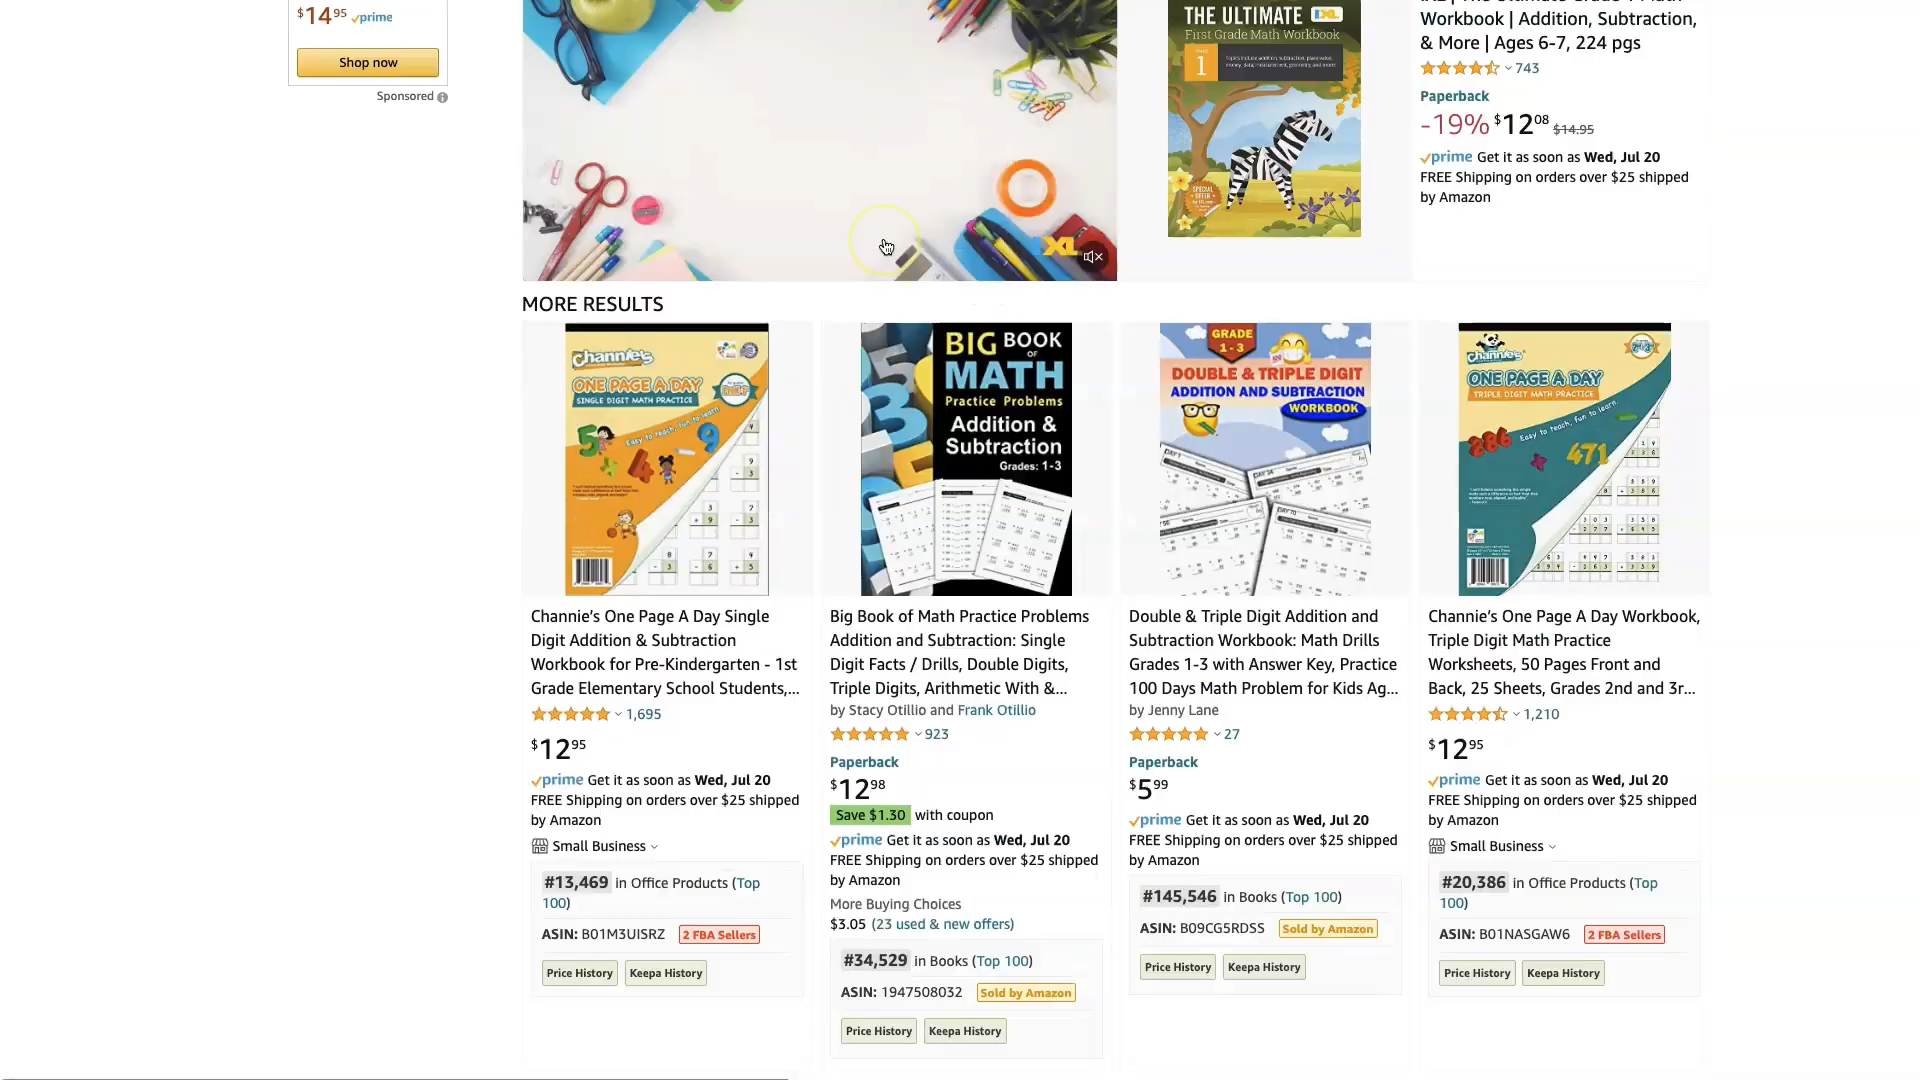 $14.95 prime
Shop now
Sponsored
THE ULTIMATE IXL
First Grade Math Workbook
GRADE
1
SPECIAL
OFFER
IXL
Workbook | Addition, Subtraction,
& More | Ages 6-7, 224 pgs
743
Paperback
-19% $12.08 $14.95
prime Get it as soon as Wed, Jul 20
FREE Shipping on orders over $25 shipped
by Amazon
MORE RESULTS
Channie's
ONE PAGE A DAY
SINGLE DIGIT MATH PRACTICE
Easy to teach, fun to learn
BIG BOOK
OF
MATH
Practice Problems
Addition &
Subtraction
Grades: 1-3
GRADE
1 - 3
DOUBLE & TRIPLE DIGIT
ADDITION AND SUBTRACTION
WORKBOOK
Channie's
ONE PAGE A DAY
TRIPLE DIGIT MATH PRACTICE
Easy to teach, fun to learn.
286
471
Channie's One Page A Day Single
Digit Addition & Subtraction
Workbook for Pre-Kindergarten - 1st
Grade Elementary School Students,...
1,695
$12.95
prime Get it as soon as Wed, Jul 20
FREE Shipping on orders over $25 shipped
by Amazon
Small Business
#13,469 in Office Products (Top
100)
ASIN: B01M3UISRZ 2 FBA Sellers
Price History Keepa History
Big Book of Math Practice Problems
Addition and Subtraction: Single
Digit Facts / Drills, Double Digits,
Triple Digits, Arithmetic With &...
by Stacy Otillio and Frank Otillio
923
Paperback
$12.98
Save $1.30 with coupon
prime Get it as soon as Wed, Jul 20
FREE Shipping on orders over $25 shipped
by Amazon
More Buying Choices
$3.05 (23 used & new offers)
#34,529 in Books (Top 100)
ASIN: 1947508032 Sold by Amazon
Price History Keepa History
Double & Triple Digit Addition and
Subtraction Workbook: Math Drills
Grades 1-3 with Answer Key, Practice
100 Days Math Problem for Kids Ag...
by Jenny Lane
27
Paperback
$5.99
prime Get it as soon as Wed, Jul 20
FREE Shipping on orders over $25 shipped
by Amazon
#145,546 in Books (Top 100)
ASIN: B09CG5RDSS Sold by Amazon
Price History Keepa History
Channie's One Page A Day Workbook,
Triple Digit Math Practice
Worksheets, 50 Pages Front and
Back, 25 Sheets, Grades 2nd and 3r...
1,210
$12.95
prime Get it as soon as Wed, Jul 20
FREE Shipping on orders over $25 shipped
by Amazon
Small Business
#20,386 in Office Products (Top
100)
ASIN: B01NASGAW6 2 FBA Sellers
Price History Keepa History